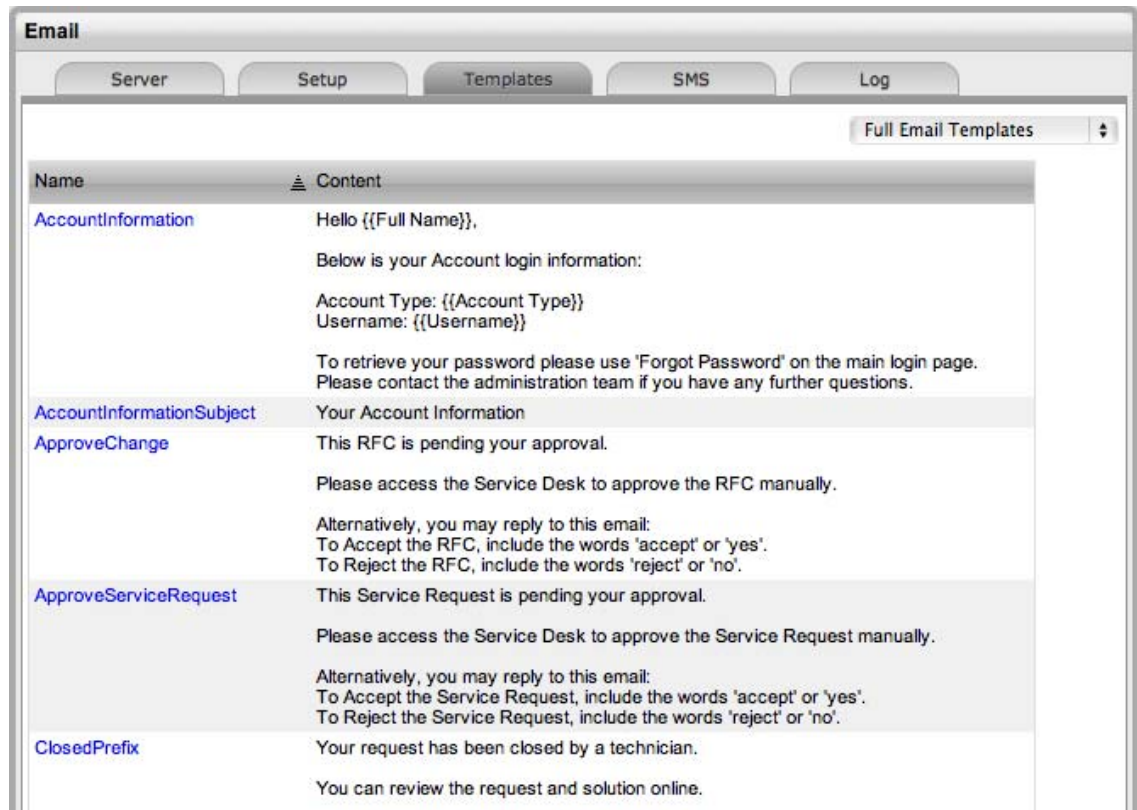 Email
Server Setup Templates SMS Log
Full Email Templates
Name Content
AccountInformation Hello {{Full Name}},
Below is your Account login information:
Account Type: {{Account Type}}
Username: {{Username}}
To retrieve your password please use 'Forgot Password' on the main login page.
Please contact the administration team if you have any further questions.
AccountInformationSubject Your Account Information
ApproveChange This RFC is pending your approval.
Please access the Service Desk to approve the RFC manually.
Alternatively, you may reply to this email:
To Accept the RFC, include the words 'accept' or 'yes'.
To Reject the RFC, include the words 'reject' or 'no'.
ApproveServiceRequest This Service Request is pending your approval.
Please access the Service Desk to approve the Service Request manually.
Alternatively, you may reply to this email:
To Accept the Service Request, include the words 'accept' or 'yes'.
To Reject the Service Request, include the words 'reject' or 'no'.
ClosedPrefix Your request has been closed by a technician.
You can review the request and solution online.